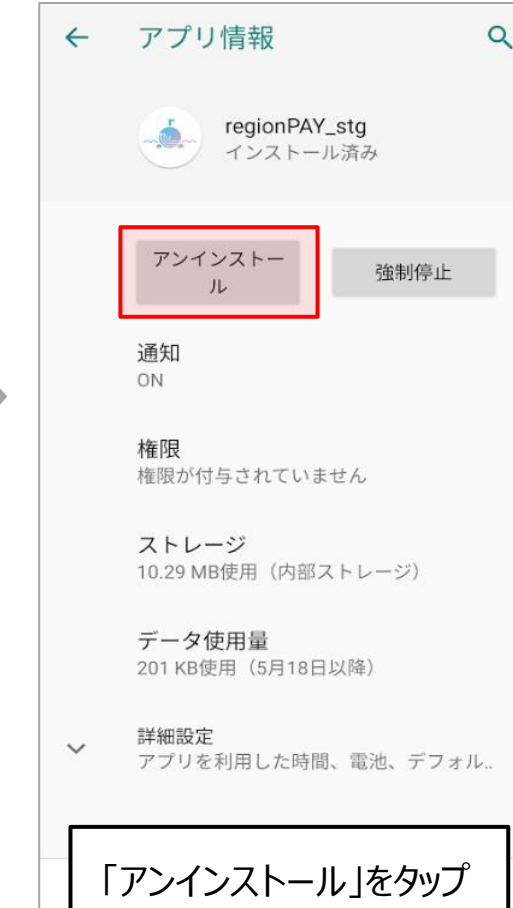 アプリ情報
regionPAY_stg
インストール済み
アンインストー
ル
強制停止
通知
ON
権限
権限が付与されていません
ストレージ
10.29 MB使用（内部ストレージ）
データ使用量
201 KB使用（5月18日以降）
詳細設定
アプリを利用した時間、電池、デフォル..
「アンインストール」をタップ